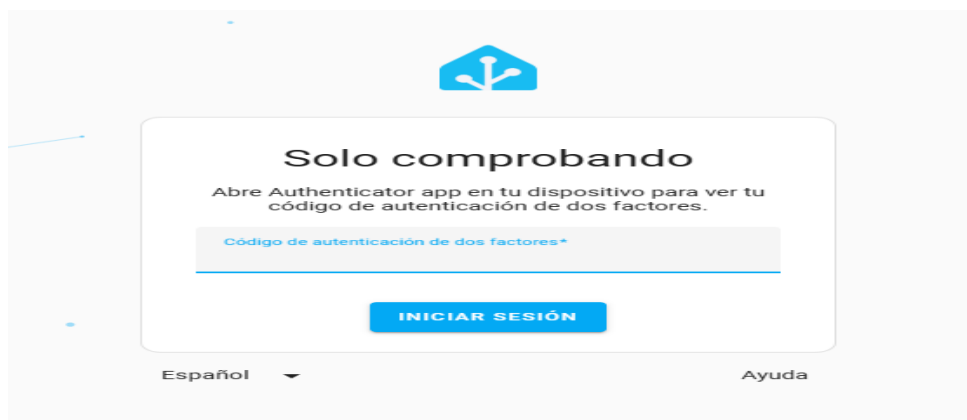 Solo comprobando
Abre Authenticator app en tu dispositivo para ver tu
código de autenticación de dos factores.
Código de autenticación de dos factores*
INICIAR SESIÓN
Español
Ayuda